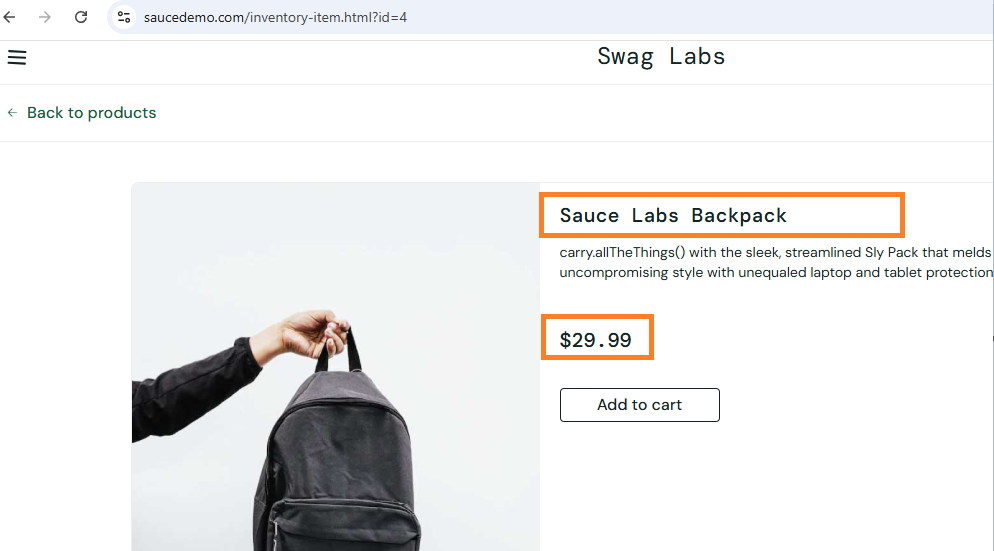 saucedemo.com/inventory-item.html?id=4
Swag Labs
← Back to products
Sauce Labs Backpack
carry.allTheThings() with the sleek, streamlined Sly Pack that melds
uncompromising style with unequaled laptop and tablet protection
$29.99
Add to cart